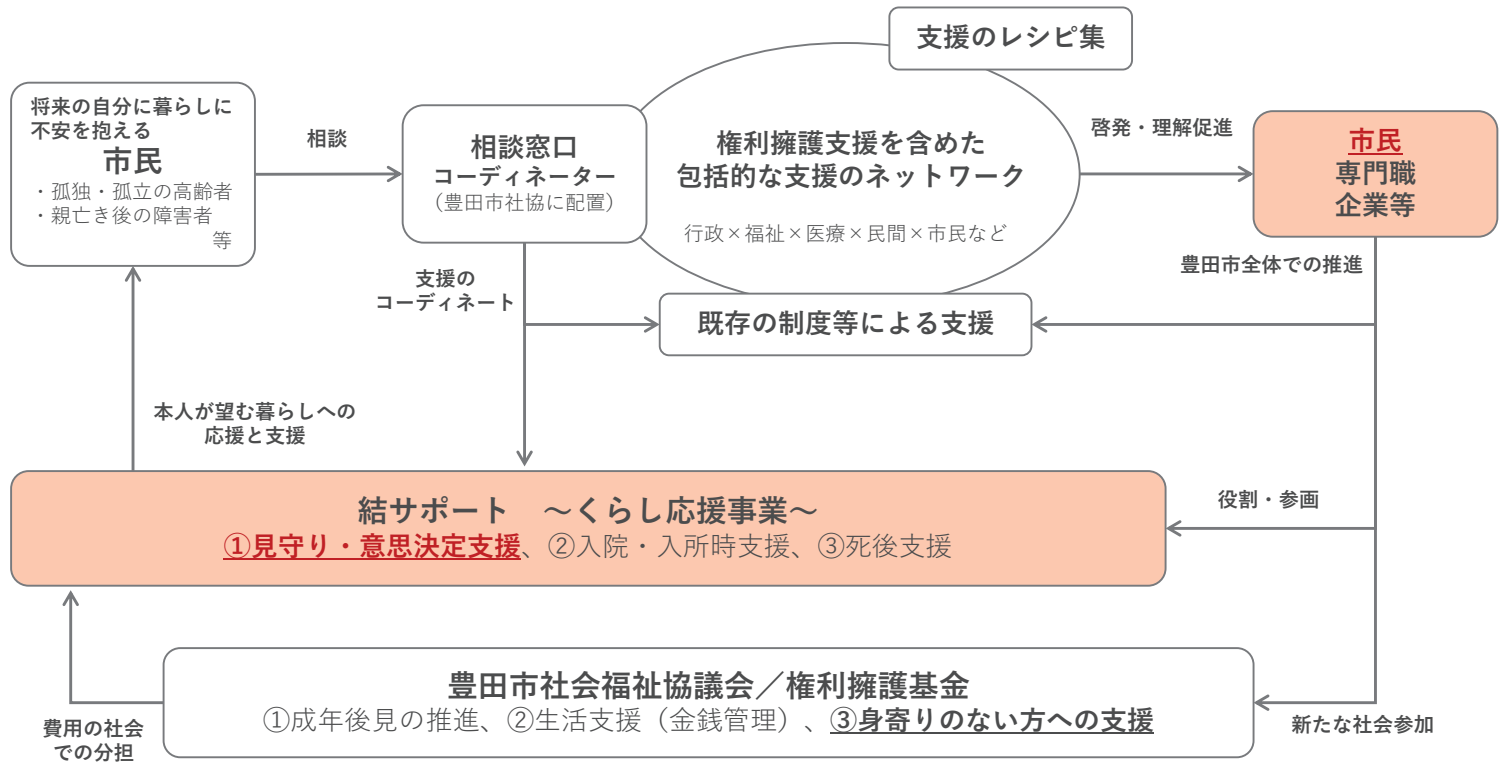 支援のレシピ集
将来の自分に暮らしに
不安を抱える
市民
・孤独・孤立の高齢者
・親亡き後の障害者
等
相談
相談窓口
コーディネーター
（豊田市社協に配置）
権利擁護支援を含めた
包括的な支援のネットワーク
行政×福祉×医療×民間×市民など
啓発・理解促進
市民
専門職
企業等
支援の
コーディネート
既存の制度等による支援
豊田市全体での推進
本人が望む暮らしへの
応援と支援
結サポート　～くらし応援事業～
①見守り・意思決定支援、②入院・入所時支援、③死後支援
役割・参画
豊田市社会福祉協議会／権利擁護基金
①成年後見の推進、②生活支援（金銭管理）、③身寄りのない方への支援
費用の社会
での分担
新たな社会参加